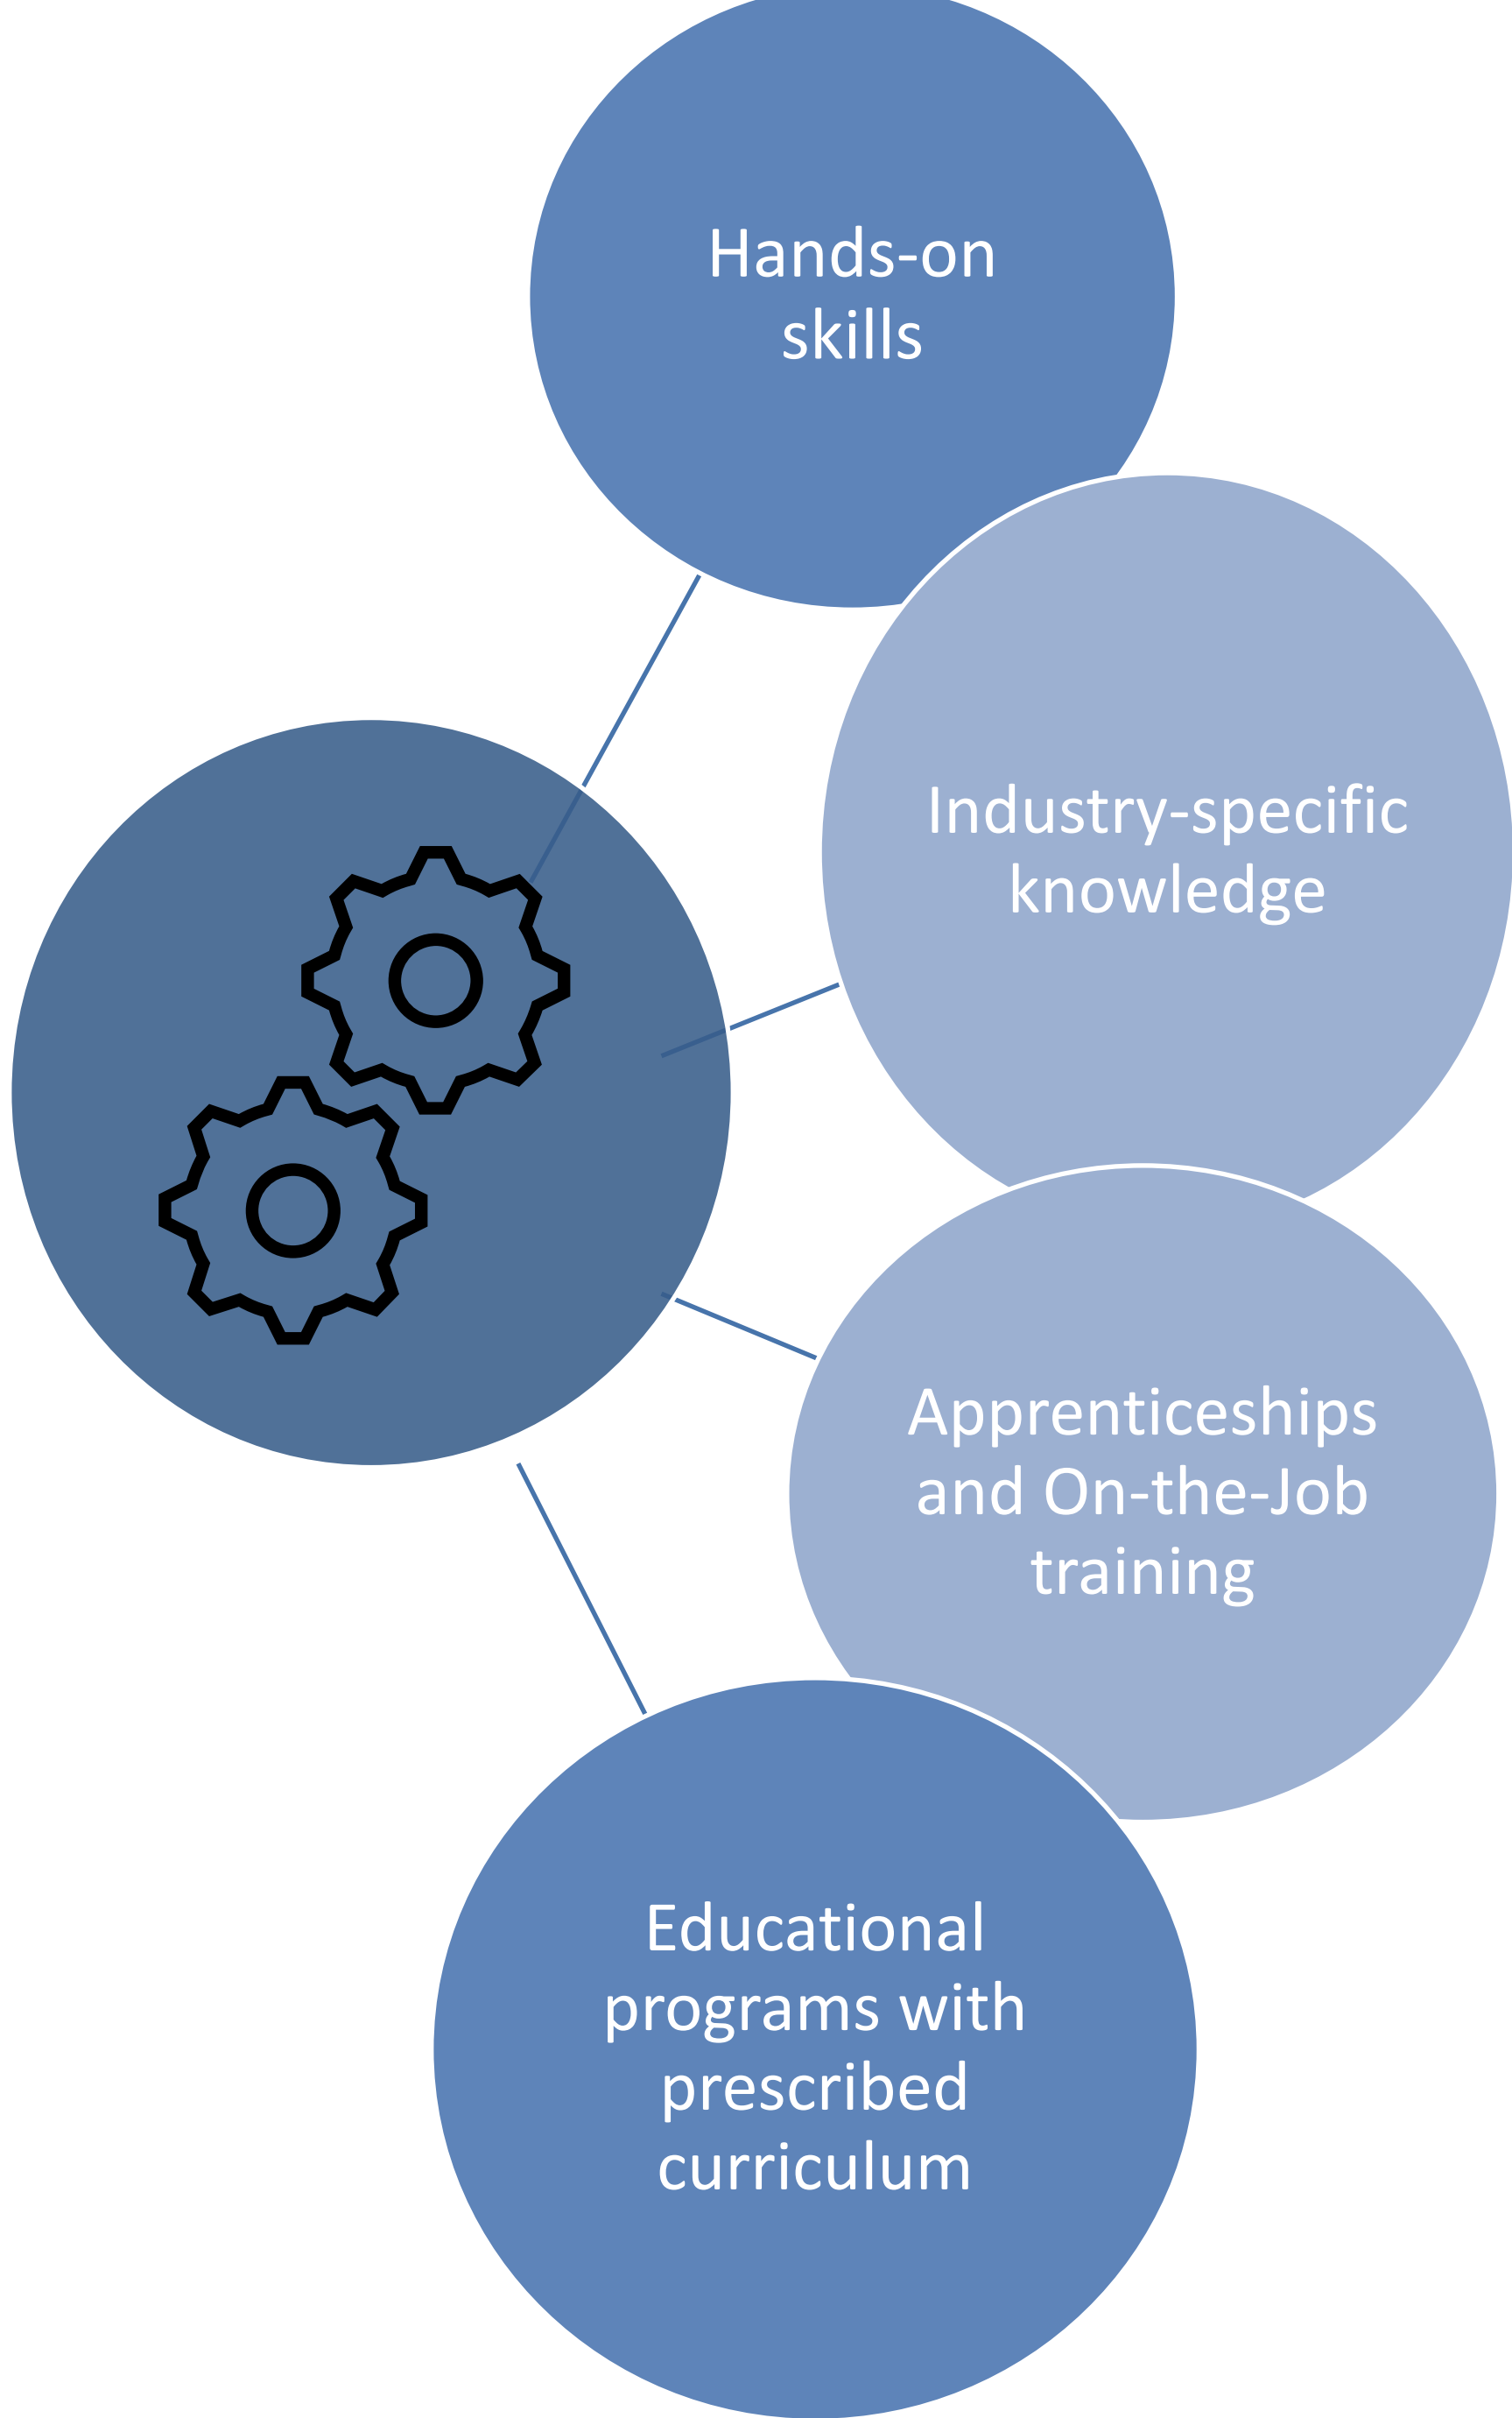 Hands-on
skills
Industry-specific
knowledge
Apprenticeships
and On-the-Job
training
Educational
programs with
prescribed
curriculum